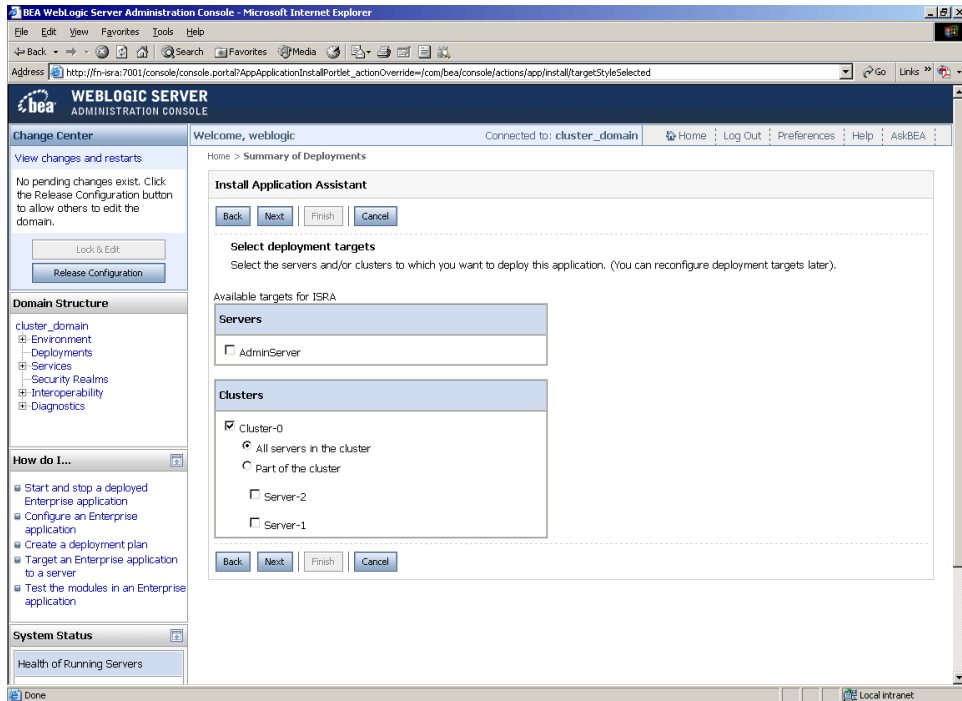 BEA WebLogic Server Administration Console - Microsoft Internet Explorer
File Edit View Favorites Tools Help
Back Search Favorites Media
Address http://fn-isra:7001/console/console.portal?AppApplicationInstallPortlet_actionOverride=/com/bea/console/actions/app/install/targetStyleSelected Go Links »
bea WEBLOGIC SERVER
ADMINISTRATION CONSOLE
Change Center
View changes and restarts
No pending changes exist. Click
the Release Configuration button
to allow others to edit the
domain.
Lock & Edit
Release Configuration
Domain Structure
cluster_domain
Environment
Deployments
Services
Security Realms
Interoperability
Diagnostics
How do I...
Start and stop a deployed
Enterprise application
Configure an Enterprise
application
Create a deployment plan
Target an Enterprise application
to a server
Test the modules in an Enterprise
application
System Status
Health of Running Servers
Welcome, weblogic Connected to: cluster_domain Home Log Out Preferences Help AskBEA
Home > Summary of Deployments
Install Application Assistant
Back Next Finish Cancel
Select deployment targets
Select the servers and/or clusters to which you want to deploy this application. (You can reconfigure deployment targets later).
Available targets for ISRA
Servers
AdminServer
Clusters
Cluster-0
All servers in the cluster
Part of the cluster
Server-2
Server-1
Back Next Finish Cancel
Done Local intranet